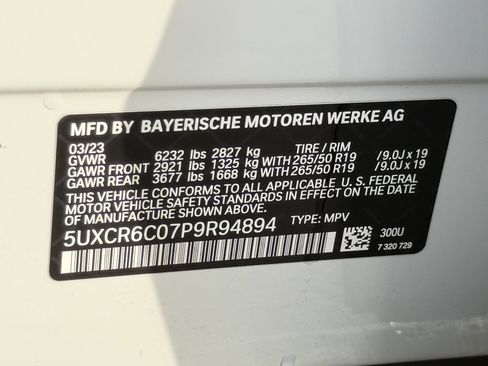 MFD BY BAYERISCHE MOTOREN WERKE AG
03/23 TIRE / RIM
GVWR 6232 lbs 2827 kg
GAWR FRONT 2921 lbs 1325 kg WITH 265/50 R19 / 9.0J x 19
GAWR REAR 3677 lbs 1668 kg WITH 265/50 R19 / 9.0J x 19
THIS VEHICLE CONFORMS TO ALL APPLICABLE U.S. FEDERAL
MOTOR VEHICLE SAFETY STANDARDS IN EFFECT ON THE DATE
OF MANUFACTURE SHOWN ABOVE.
5UXCR6C07P9R94894 TYPE: MPV 300U
7 320 729